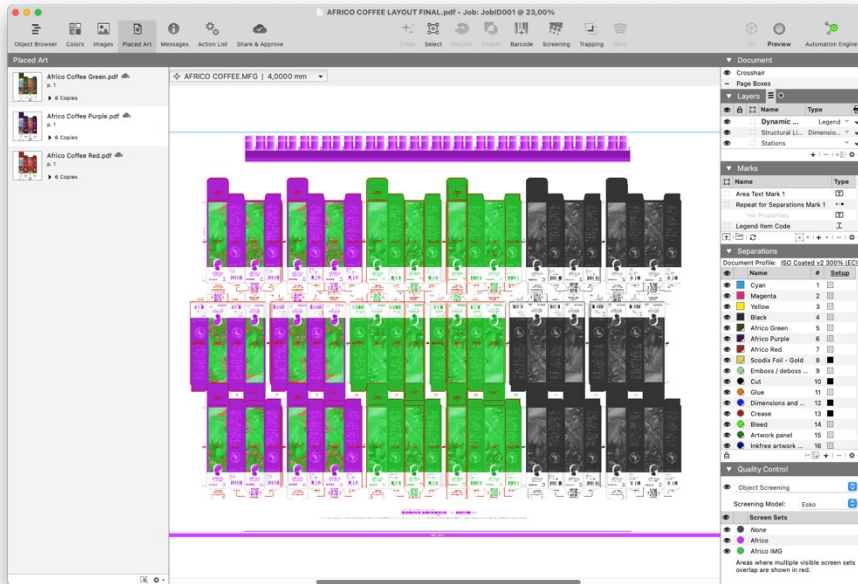 AFRICO COFFEE LAYOUT FINAL.pdf - Job: JobID001 @ 23,00%
Object Browser Colors Images Placed Art Messages Action List Share & Approve Clean Select Recolor Shaper Barcode Screening Trapping Warp 3D Preview Automation Engine
Placed Art
Africo Coffee Green.pdf
p. 1
6 Copies
Africo Coffee Purple.pdf
p. 1
6 Copies
Africo Coffee Red.pdf
p. 1
6 Copies
AFRICO COFFEE.MFG | 4,0000 mm
Document
Crosshair
Page Boxes
Layers
Name Type
Dynamic ... Legend
Structural Li... Dimensio...
Stations
Marks
Name Type
Area Text Mark 1
Repeat for Separations Mark 1
Ink Properties
Legend Item Code
Separations
Document Profile: ISO Coated v2 300% (ECI
Name # Setup
Cyan 1
Magenta 2
Yellow 3
Black 4
Africo Green 5
Africo Purple 6
Africo Red 7
Scodix Foil - Gold 8
Emboss / deboss ... 9
Cut 10
Glue 11
Dimensions and ... 12
Crease 13
Bleed 14
Artwork panel 15
Inkfree artwork ... 16
Quality Control
Object Screening
Screening Model: Esko
Screen Sets
None
Africo
Africo IMG
Areas where multiple visible screen sets
overlap are shown in red.